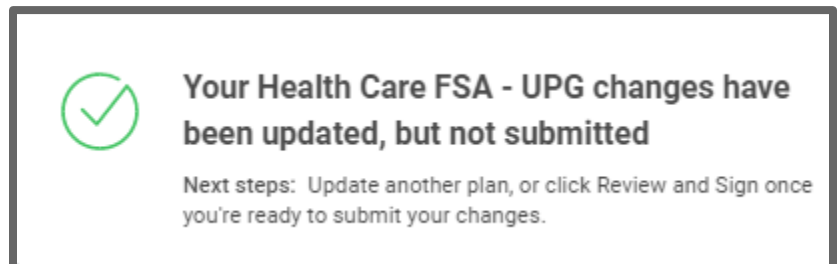 Your Health Care FSA - UPG changes have
been updated, but not submitted
Next steps: Update another plan, or click Review and Sign once
you're ready to submit your changes.